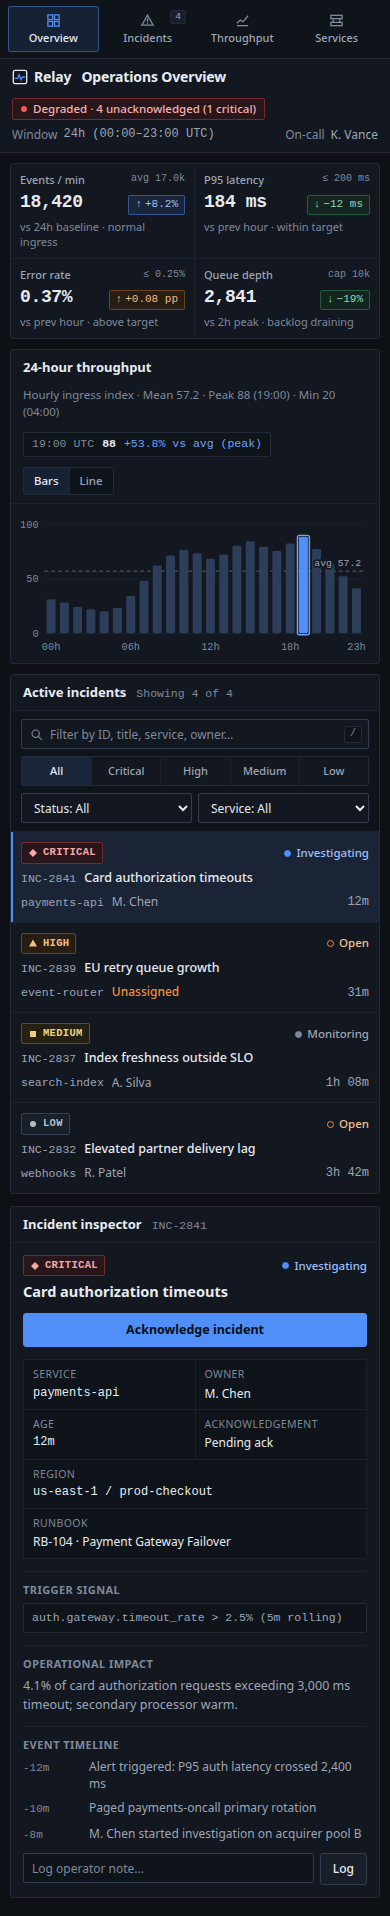 Overview
Incidents
4
Throughput
Services
Relay Operations Overview
Degraded · 4 unacknowledged (1 critical)
Window 24h (00:00–23:00 UTC)
On-call K. Vance
Events / min
avg 17.0k
18,420
↑ +8.2%
vs 24h baseline · normal
ingress
P95 latency
≤ 200 ms
184 ms
↓ −12 ms
vs prev hour · within target
Error rate
≤ 0.25%
0.37%
↑ +0.08 pp
vs prev hour · above target
Queue depth
cap 10k
2,841
↓ −19%
vs 2h peak · backlog draining
24-hour throughput
Hourly ingress index · Mean 57.2 · Peak 88 (19:00) · Min 20
(04:00)
19:00 UTC 88 +53.8% vs avg (peak)
Bars
Line
100
50
0
avg 57.2
00h
06h
12h
18h
23h
Active incidents Showing 4 of 4
Filter by ID, title, service, owner...
/
All
Critical
High
Medium
Low
Status: All
Service: All
CRITICAL
Investigating
INC-2841 Card authorization timeouts
payments-api M. Chen
12m
HIGH
Open
INC-2839 EU retry queue growth
event-router Unassigned
31m
MEDIUM
Monitoring
INC-2837 Index freshness outside SLO
search-index A. Silva
1h 08m
LOW
Open
INC-2832 Elevated partner delivery lag
webhooks R. Patel
3h 42m
Incident inspector INC-2841
CRITICAL
Investigating
Card authorization timeouts
Acknowledge incident
SERVICE
payments-api
OWNER
M. Chen
AGE
12m
ACKNOWLEDGEMENT
Pending ack
REGION
us-east-1 / prod-checkout
RUNBOOK
RB-104 · Payment Gateway Failover
TRIGGER SIGNAL
auth.gateway.timeout_rate > 2.5% (5m rolling)
OPERATIONAL IMPACT
4.1% of card authorization requests exceeding 3,000 ms
timeout; secondary processor warm.
EVENT TIMELINE
-12m Alert triggered: P95 auth latency crossed 2,400
ms
-10m Paged payments-oncall primary rotation
-8m M. Chen started investigation on acquirer pool B
Log operator note...
Log